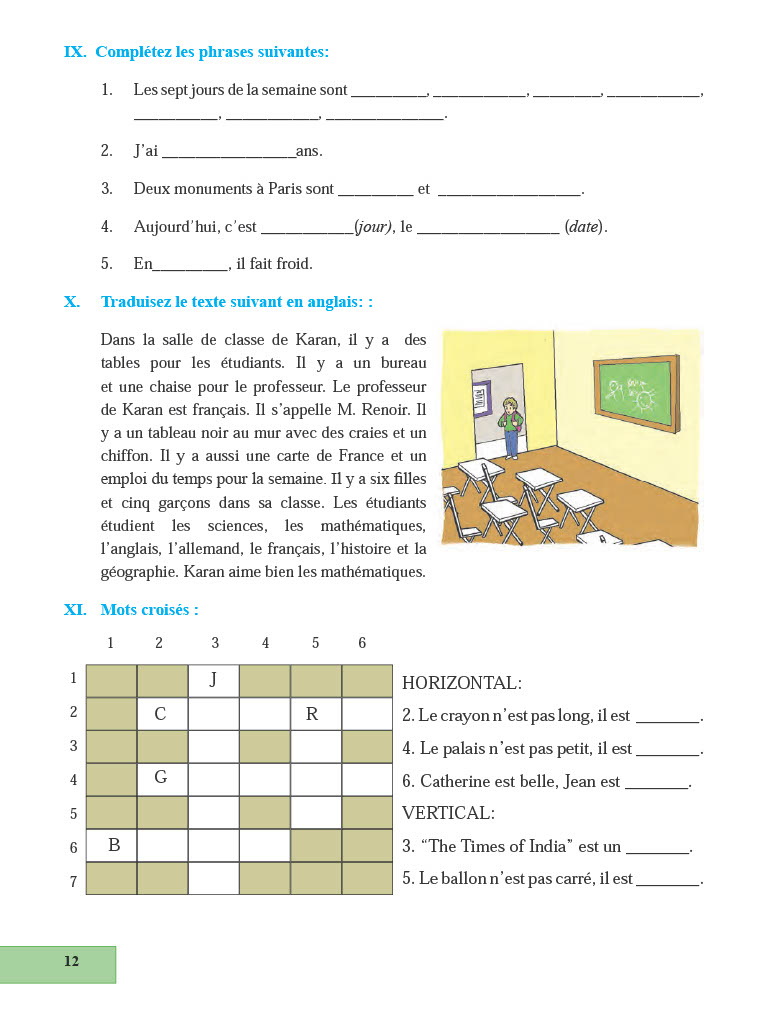 IX. Complétez les phrases suivantes:
1. Les sept jours de la semaine sont _________, ___________, ________, ___________,
__________, ___________, ______________.
2. J'ai ________________ans.
3. Deux monuments à Paris sont _________ et _________________.
4. Aujourd'hui, c'est ___________(jour), le _________________ (date).
5. En_________, il fait froid.
X. Traduisez le texte suivant en anglais: :
Dans la salle de classe de Karan, il y a des
tables pour les étudiants. Il y a un bureau
et une chaise pour le professeur. Le professeur
de Karan est français. Il s'appelle M. Renoir. Il
y a un tableau noir au mur avec des craies et un
chiffon. Il y a aussi une carte de France et un
emploi du temps pour la semaine. Il y a six filles
et cinq garçons dans sa classe. Les étudiants
étudient les sciences, les mathématiques,
l'anglais, l'allemand, le français, l'histoire et la
géographie. Karan aime bien les mathématiques.
XI. Mots croisés :
1 2 3 4 5 6
1 J
2 C R
3
4 G
5
6 B
7
HORIZONTAL:
2. Le crayon n'est pas long, il est ________.
4. Le palais n'est pas petit, il est ________.
6. Catherine est belle, Jean est ________.
VERTICAL:
3. “The Times of India” est un ________.
5. Le ballon n'est pas carré, il est ________.
12